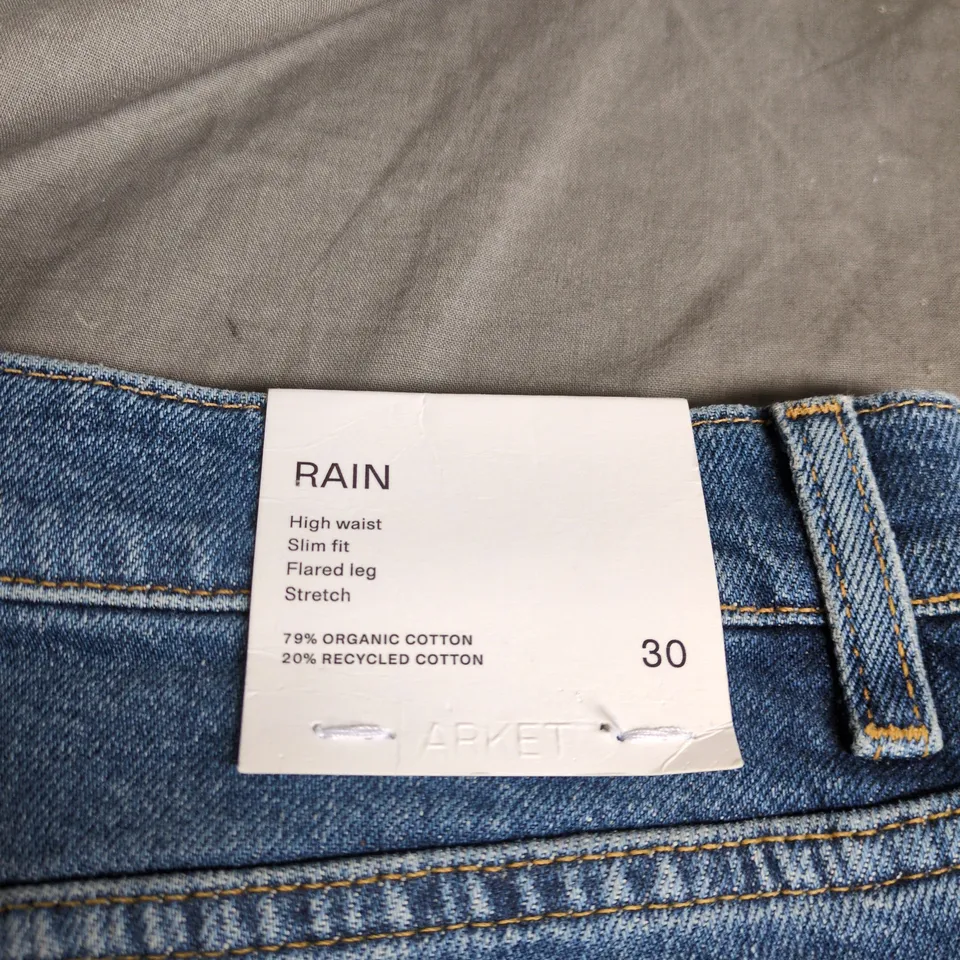 RAIN
High waist
Slim fit
Flared leg
Stretch
79% ORGANIC COTTON
20% RECYCLED COTTON
30
ARKET